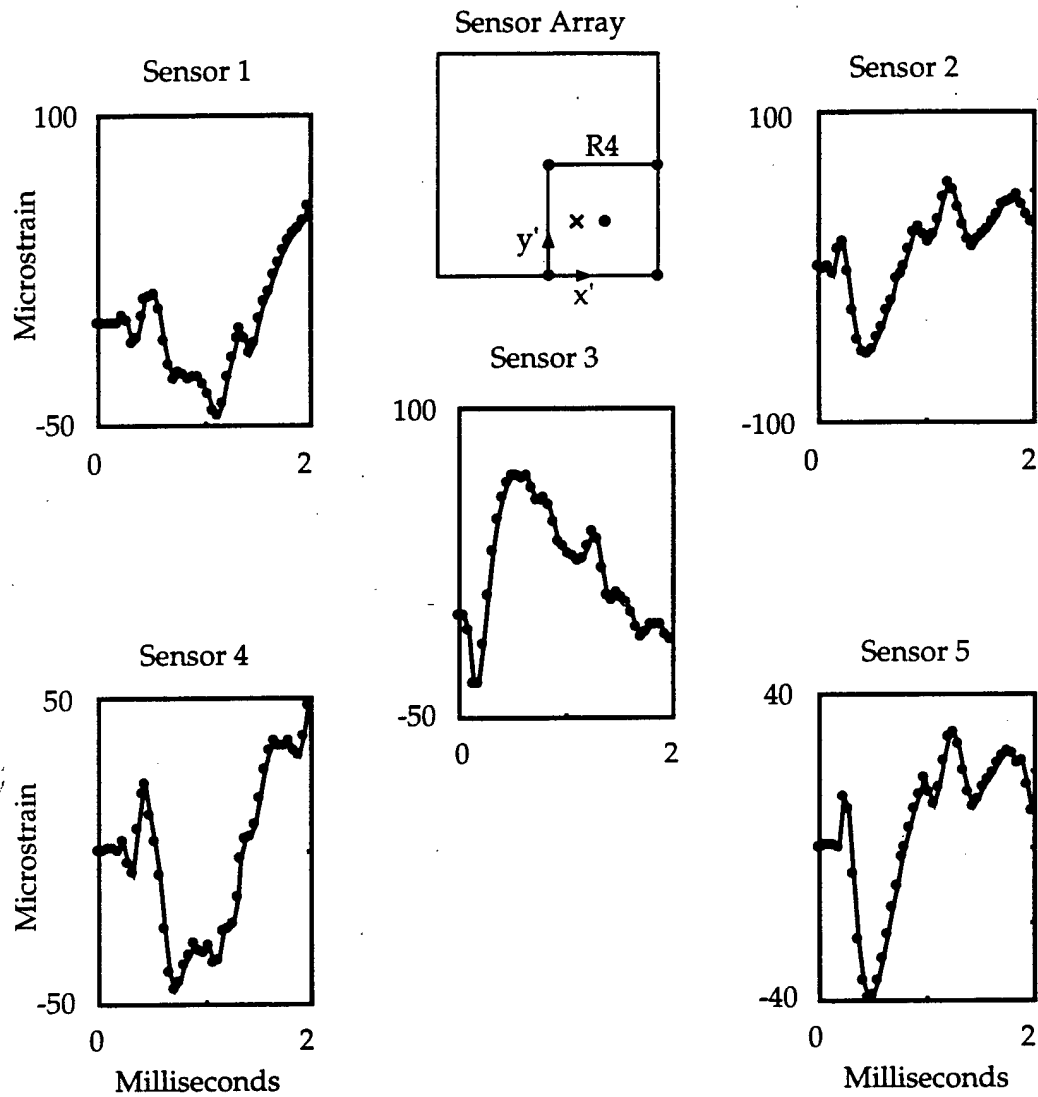 Sensor Array
Sensor 1
100
Microstrain
-50
0 2
R4
×
y'
x'
Sensor 2
100
-100
0 2
Sensor 3
100
-50
0 2
Sensor 4
50
Microstrain
-50
0 2
Milliseconds
Sensor 5
40
-40
0 2
Milliseconds